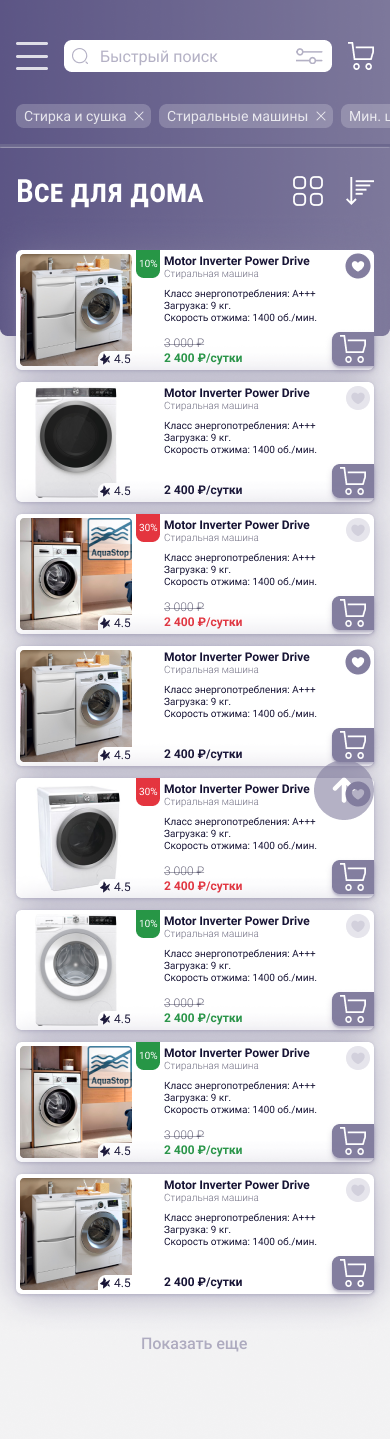 Быстрый поиск
Стирка и сушка
Стиральные машины
Мин.
Все для дома
10%
Motor Inverter Power Drive
Стиральная машина
Класс энергопотребления: А+++
Загрузка: 9 кг.
Скорость отжима: 1400 об./мин.
3 000 ₽
2 400 ₽/сутки
4.5
Motor Inverter Power Drive
Стиральная машина
Класс энергопотребления: А+++
Загрузка: 9 кг.
Скорость отжима: 1400 об./мин.
2 400 ₽/сутки
4.5
AquaStop
30%
Motor Inverter Power Drive
Стиральная машина
Класс энергопотребления: А+++
Загрузка: 9 кг.
Скорость отжима: 1400 об./мин.
3 000 ₽
2 400 ₽/сутки
4.5
Motor Inverter Power Drive
Стиральная машина
Класс энергопотребления: А+++
Загрузка: 9 кг.
Скорость отжима: 1400 об./мин.
2 400 ₽/сутки
4.5
30%
Motor Inverter Power Drive
Стиральная машина
Класс энергопотребления: А+++
Загрузка: 9 кг.
Скорость отжима: 1400 об./мин.
3 000 ₽
2 400 ₽/сутки
4.5
10%
Motor Inverter Power Drive
Стиральная машина
Класс энергопотребления: А+++
Загрузка: 9 кг.
Скорость отжима: 1400 об./мин.
3 000 ₽
2 400 ₽/сутки
4.5
AquaStop
10%
Motor Inverter Power Drive
Стиральная машина
Класс энергопотребления: А+++
Загрузка: 9 кг.
Скорость отжима: 1400 об./мин.
3 000 ₽
2 400 ₽/сутки
4.5
Motor Inverter Power Drive
Стиральная машина
Класс энергопотребления: А+++
Загрузка: 9 кг.
Скорость отжима: 1400 об./мин.
2 400 ₽/сутки
4.5
Показать еще